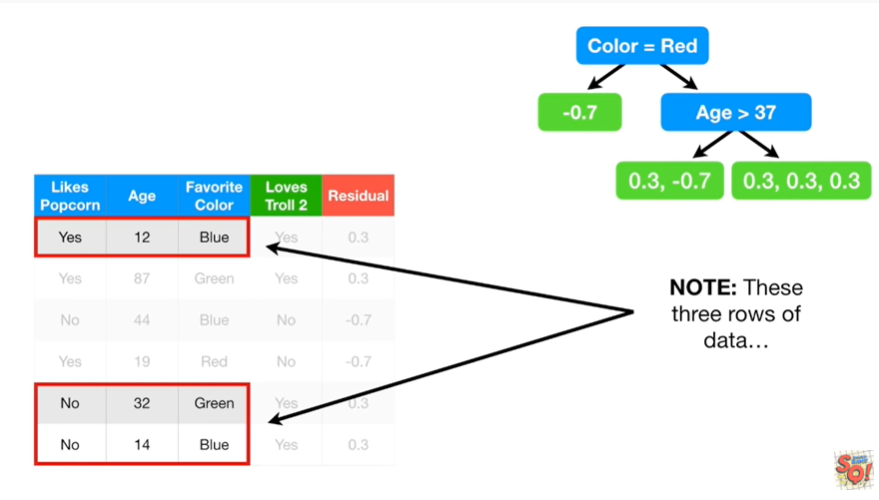 Color = Red
-0.7
Age > 37
0.3, -0.7
0.3, 0.3, 0.3
Likes Popcorn Age Favorite Color Loves Troll 2 Residual
Yes 12 Blue Yes 0.3
Yes 87 Green Yes 0.3
No 44 Blue No -0.7
Yes 19 Red No -0.7
No 32 Green Yes 0.3
No 14 Blue Yes 0.3
NOTE: These
three rows of
data...
SQ!